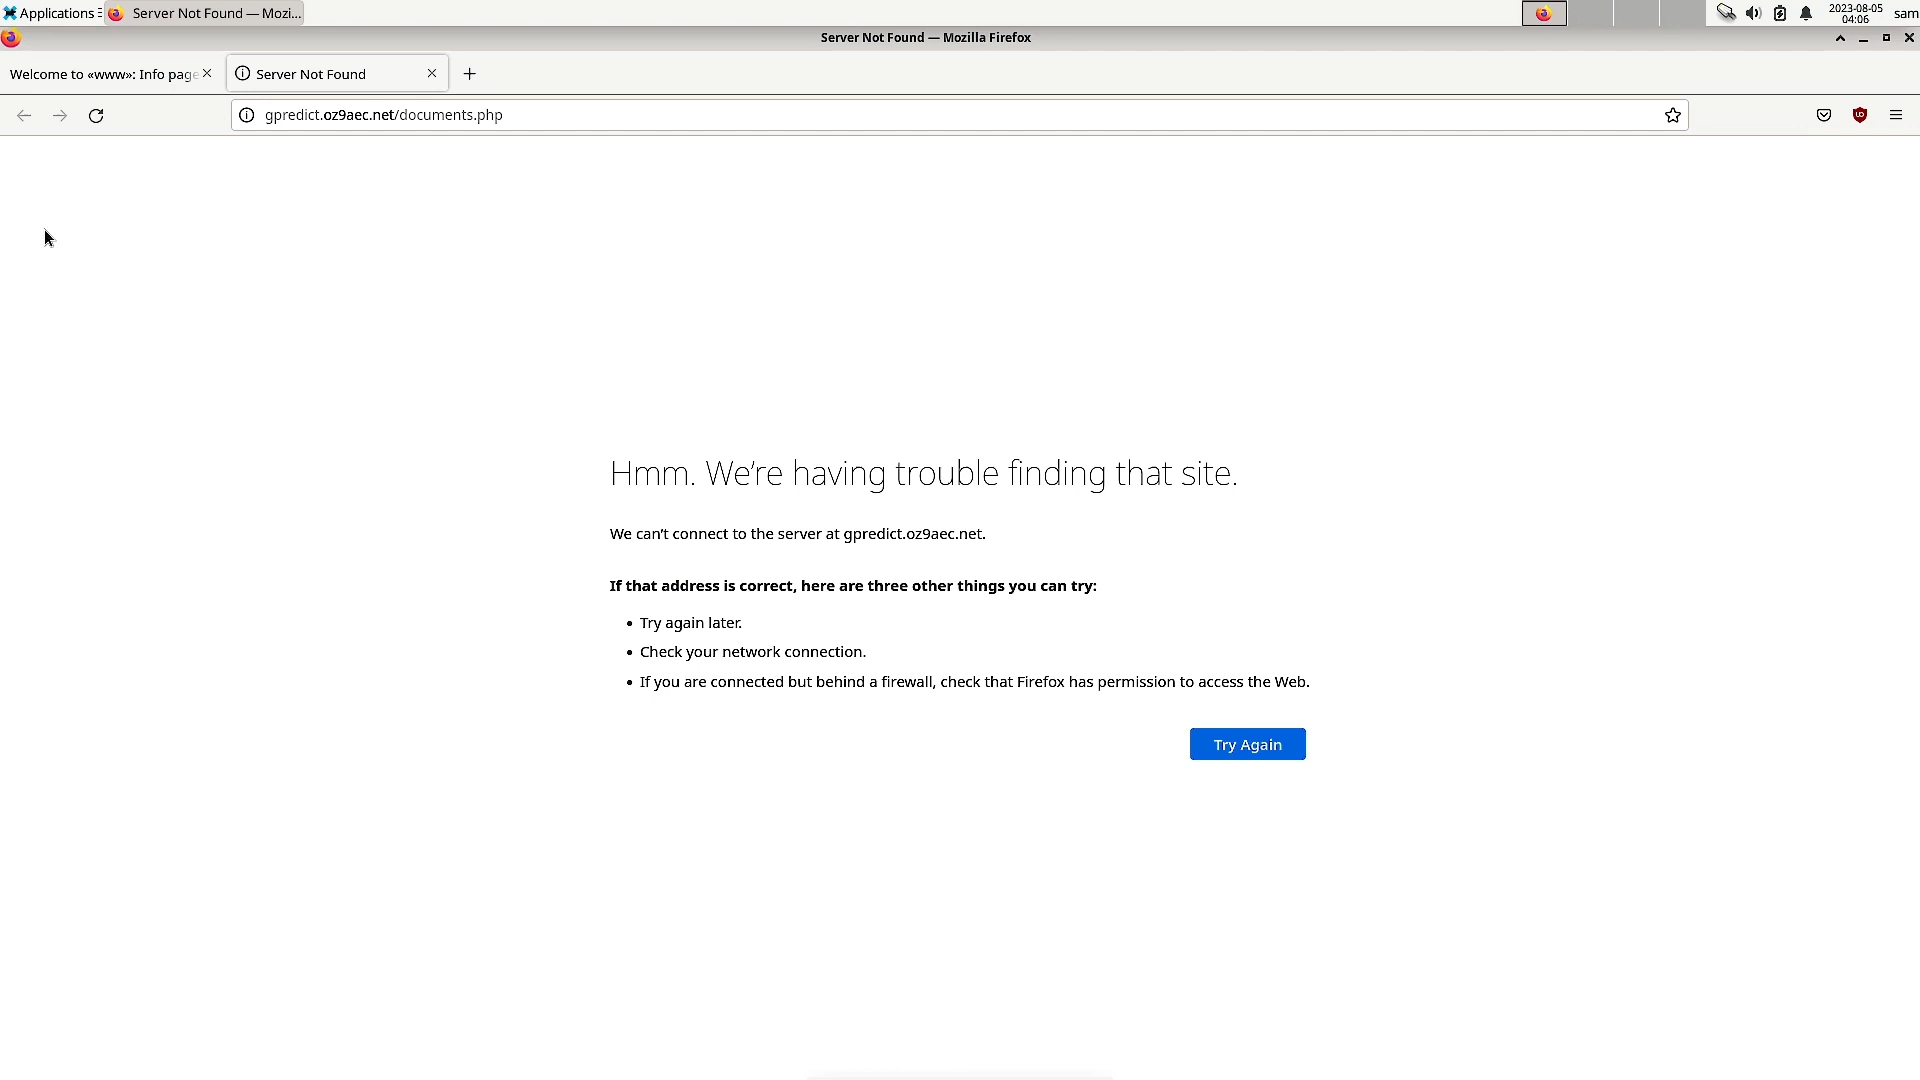 Applications
Server Not Found — Mozi...
2023-08-05
04:06
sam
Server Not Found — Mozilla Firefox
Welcome to «www»: Info page
Server Not Found
gpredict.oz9aec.net/documents.php
Hmm. We’re having trouble finding that site.
We can’t connect to the server at gpredict.oz9aec.net.
If that address is correct, here are three other things you can try:
• Try again later.
• Check your network connection.
• If you are connected but behind a firewall, check that Firefox has permission to access the Web.
Try Again